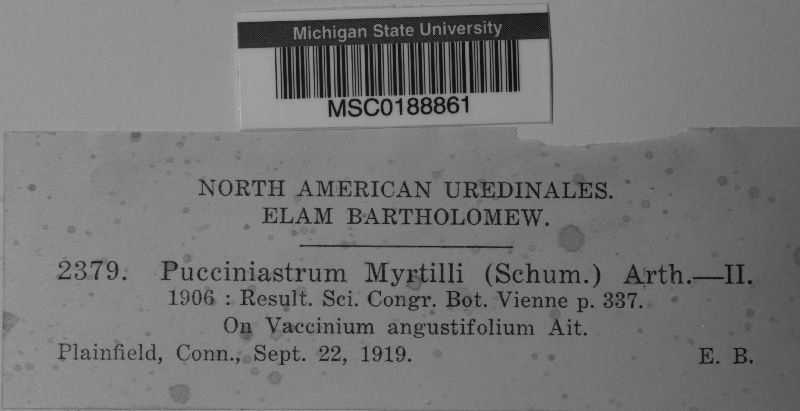 Michigan State University
MSC0188861
NORTH AMERICAN UREDINALES.
ELAM BARTHOLOMEW.
2379. Pucciniastrum Myrtilli (Schum.) Arth.—II.
1906 : Result. Sci. Congr. Bot. Vienne p. 337.
On Vaccinium angustifolium Ait.
Plainfield, Conn., Sept. 22, 1919. E. B.